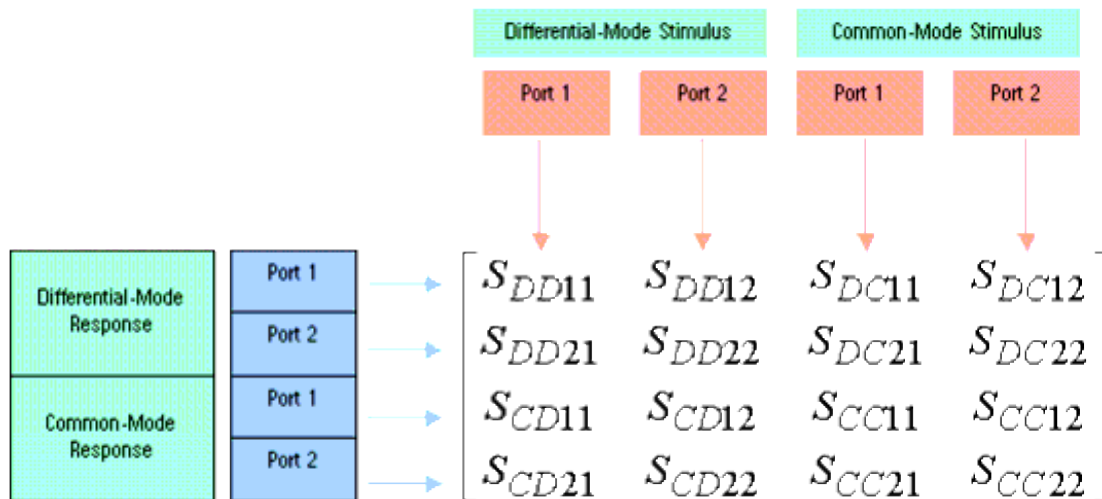 Differential-Mode Stimulus Common-Mode Stimulus
Port 1 Port 2 Port 1 Port 2
Differential-Mode
Response
Common-Mode
Response
Port 1
Port 2
Port 1
Port 2
S_DD11 S_DD12 S_DC11 S_DC12
S_DD21 S_DD22 S_DC21 S_DC22
S_CD11 S_CD12 S_CC11 S_CC12
S_CD21 S_CD22 S_CC21 S_CC22